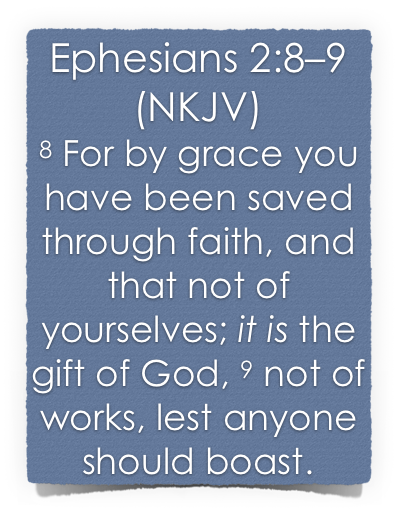 Ephesians 2:8–9
(NKJV)
⁸ For by grace you
have been saved
through faith, and
that not of
yourselves; it is the
gift of God, ⁹ not of
works, lest anyone
should boast.